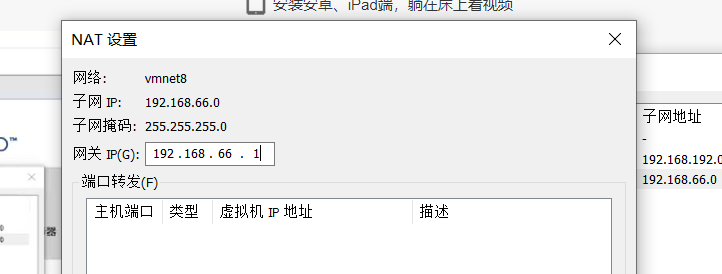 安装安卓、iPad端，躺在床上看视频
NAT 设置
网络： vmnet8
子网 IP: 192.168.66.0
子网掩码: 255.255.255.0
网关 IP(G): 192 . 168 . 66 . 1
端口转发(F)
主机端口 类型 虚拟机 IP 地址 描述
子网地址
-
192.168.192.0
192.168.66.0